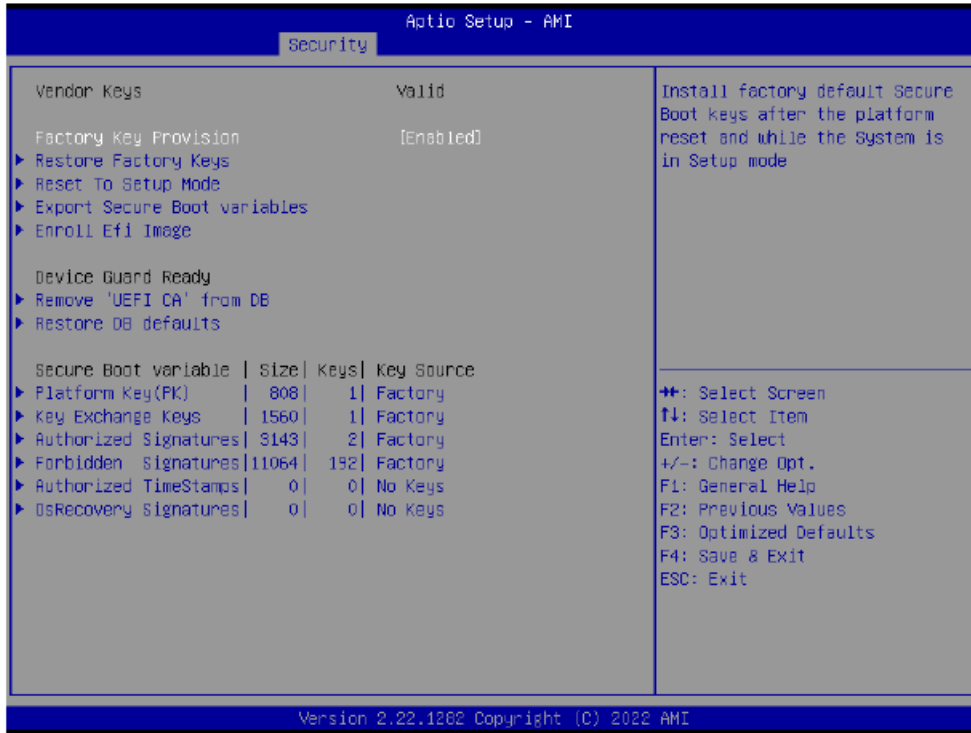 Aptio Setup - AMI
Security
Vendor Keys Valid
Factory Key Provision [Enabled]
▶ Restore Factory Keys
▶ Reset To Setup Mode
▶ Export Secure Boot variables
▶ Enroll Efi Image
Device Guard Ready
▶ Remove 'UEFI CA' from DB
▶ Restore DB defaults
Secure Boot variable | Size| Keys| Key Source
▶ Platform Key(PK) | 808| 1| Factory
▶ Key Exchange Keys | 1560| 1| Factory
▶ Authorized Signatures| 3143| 2| Factory
▶ Forbidden Signatures|11064| 192| Factory
▶ Authorized TimeStamps| 0| 0| No Keys
▶ OsRecovery Signatures| 0| 0| No Keys
Install factory default Secure
Boot keys after the platform
reset and while the System is
in Setup mode
→←: Select Screen
↑↓: Select Item
Enter: Select
+/-: Change Opt.
F1: General Help
F2: Previous Values
F3: Optimized Defaults
F4: Save & Exit
ESC: Exit
Version 2.22.1282 Copyright (C) 2022 AMI